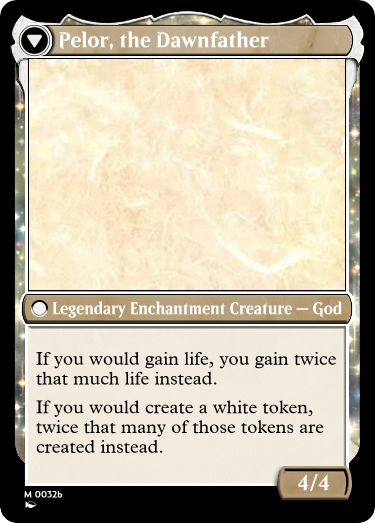 Pelor, the Dawnfather
Legendary Enchantment Creature — God
If you would gain life, you gain twice
that much life instead.
If you would create a white token,
twice that many of those tokens are
created instead.
4/4
M 0032b